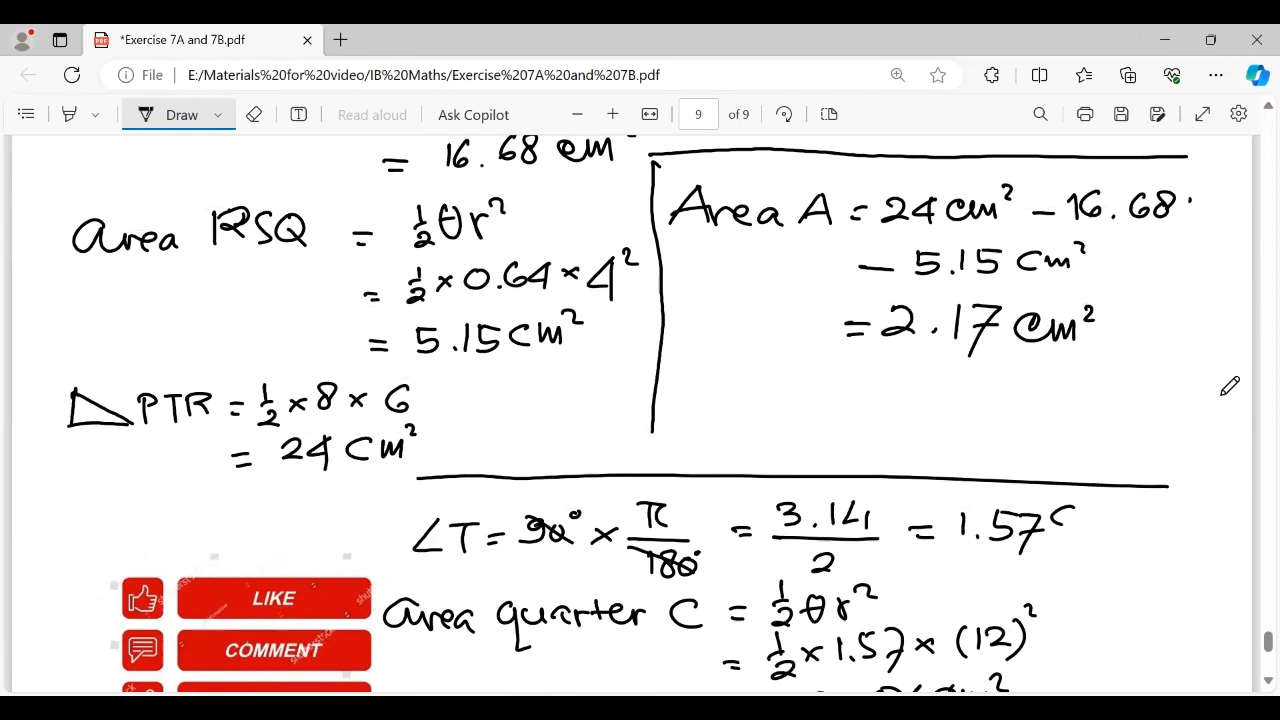 *Exercise 7A and 7B.pdf
File E:/Materials%20for%20video/IB%20Maths/Exercise%207A%20and%207B.pdf
Draw Read aloud Ask Copilot 9 of 9
= 16.68 cm²
Area RSQ = ½θr²
= ½ × 0.64 × 4²
= 5.15 cm²
PTR = ½ × 8 × 6
= 24 cm²
Area A = 24 cm² – 16.68
– 5.15 cm²
= 2.17 cm²
∠T = 90° × π/180° = 3.14/2 = 1.57ᶜ
area quarter C = ½θr²
= ½ × 1.57 × (12)²
LIKE
COMMENT